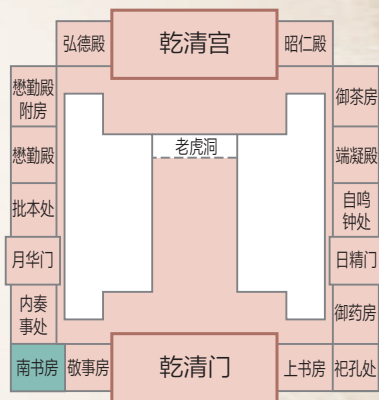 弘德殿
乾清宫
昭仁殿
懋勤殿
附房
御茶房
老虎洞
懋勤殿
端凝殿
批本处
自鸣
钟处
月华门
日精门
内奏
事处
御药房
南书房
敬事房
乾清门
上书房
祀孔处